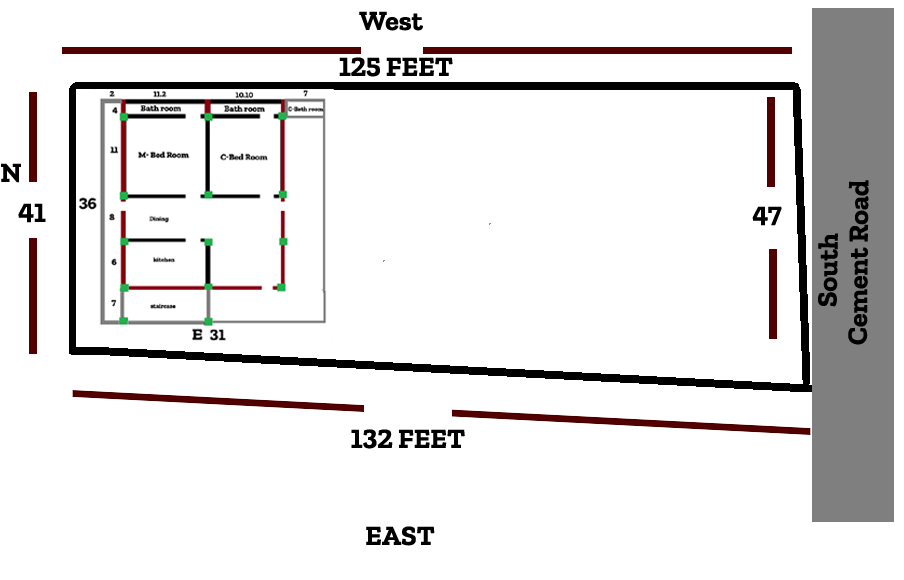 West
125 FEET
2 11.2 10.10 7
4 Bath room Bath room C-Bath room
11 M- Bed Room C-Bed Room
N
36
41
47
8 Dining
6 kitchen
7 staircase
E 31
South
Cement Road
132 FEET
EAST